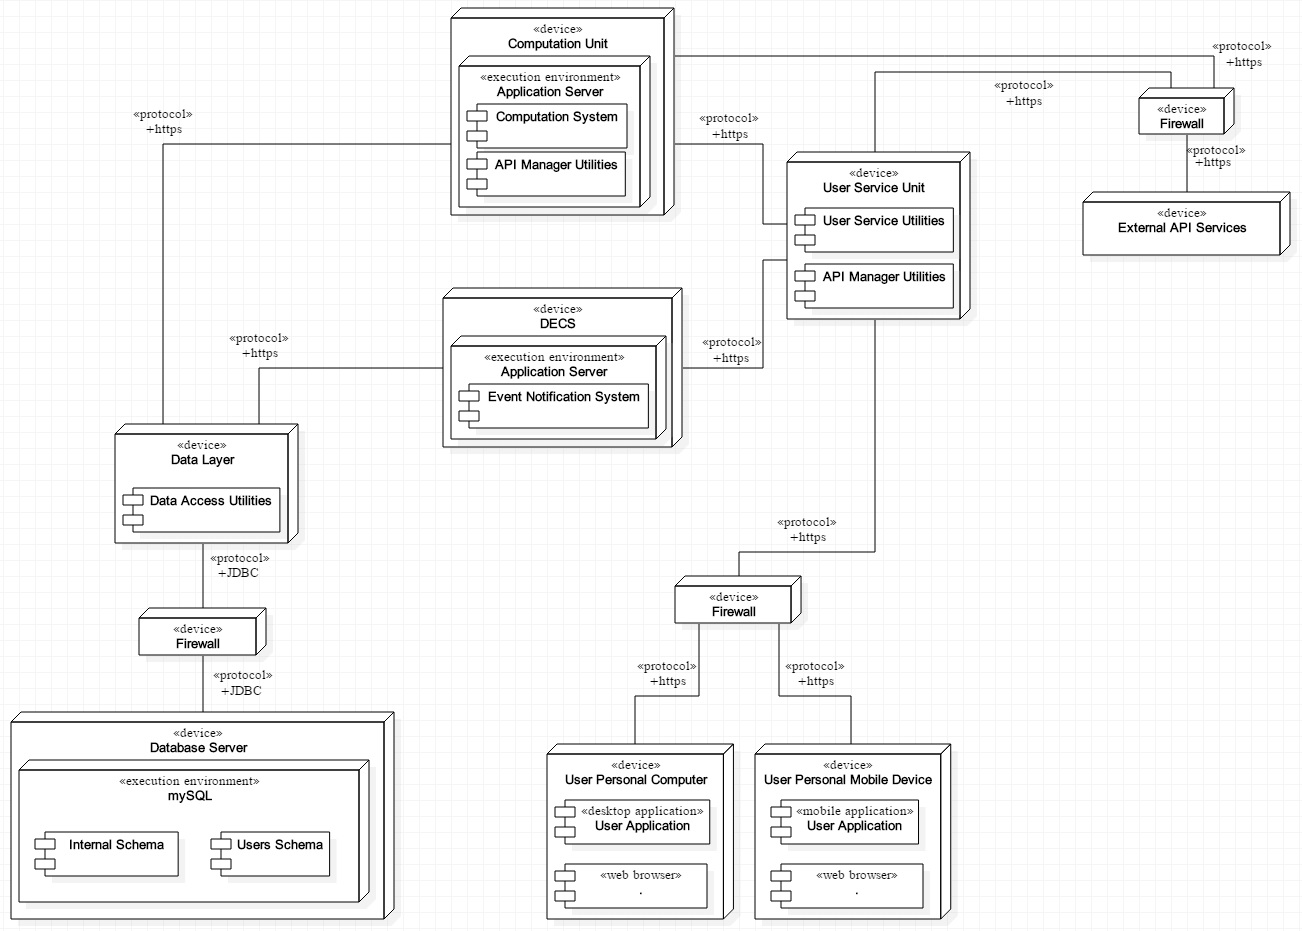 «device»
Computation Unit
«execution environment»
Application Server
Computation System
API Manager Utilities
«protocol»
+https
«protocol»
+https
«protocol»
+https
«protocol»
+https
«device»
Firewall
«protocol»
+https
«device»
External API Services
«device»
User Service Unit
User Service Utilities
API Manager Utilities
«device»
DECS
«execution environment»
Application Server
Event Notification System
«protocol»
+https
«protocol»
+https
«device»
Data Layer
Data Access Utilities
«protocol»
+JDBC
«device»
Firewall
«protocol»
+JDBC
«device»
Database Server
«execution environment»
mySQL
Internal Schema
Users Schema
«protocol»
+https
«device»
Firewall
«protocol»
+https
«protocol»
+https
«device»
User Personal Computer
«desktop application»
User Application
«web browser»
.
«device»
User Personal Mobile Device
«mobile application»
User Application
«web browser»
.